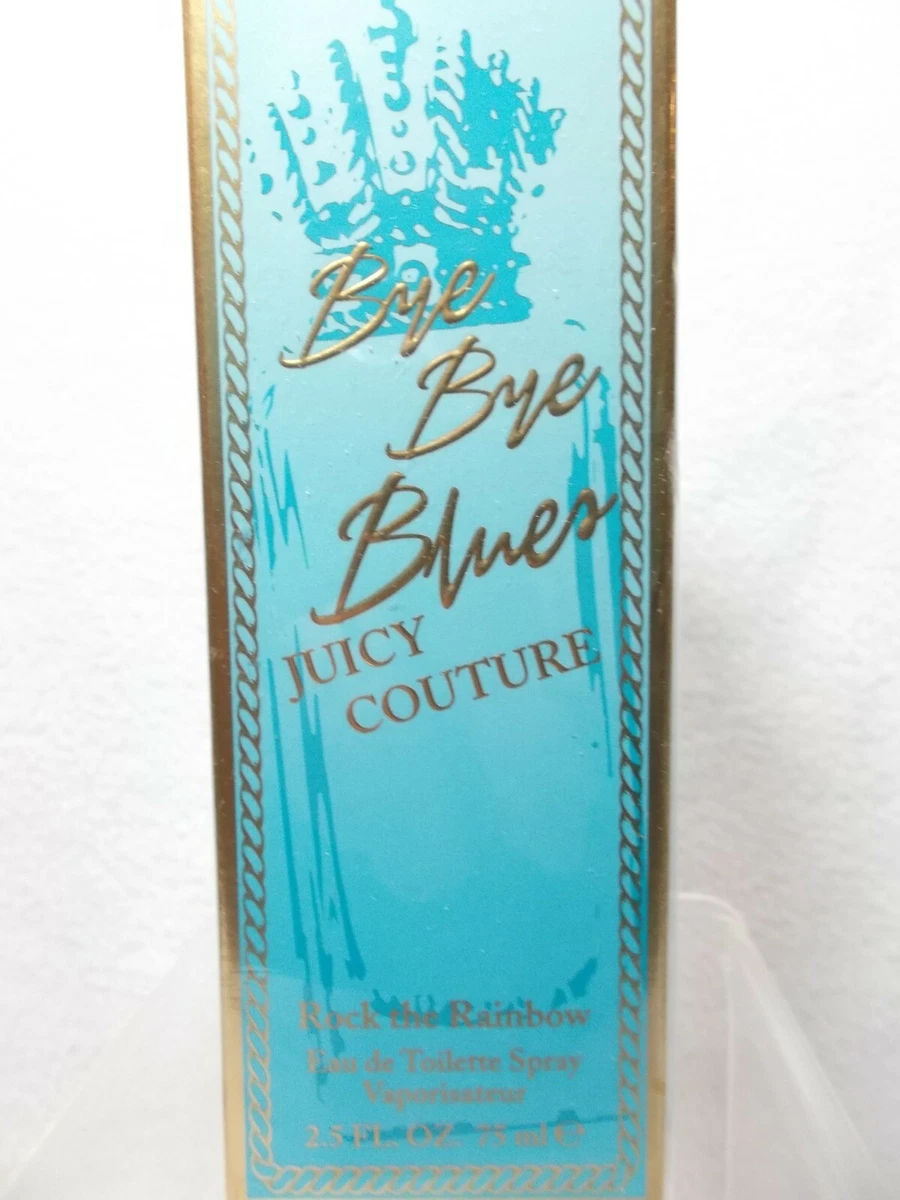 Bye
Bye
Blues
JUICY
COUTURE
Rock the Rainbow
Eau de Toilette Spray
Vaporisateur
2.5 FL. OZ. 75 ml ℮